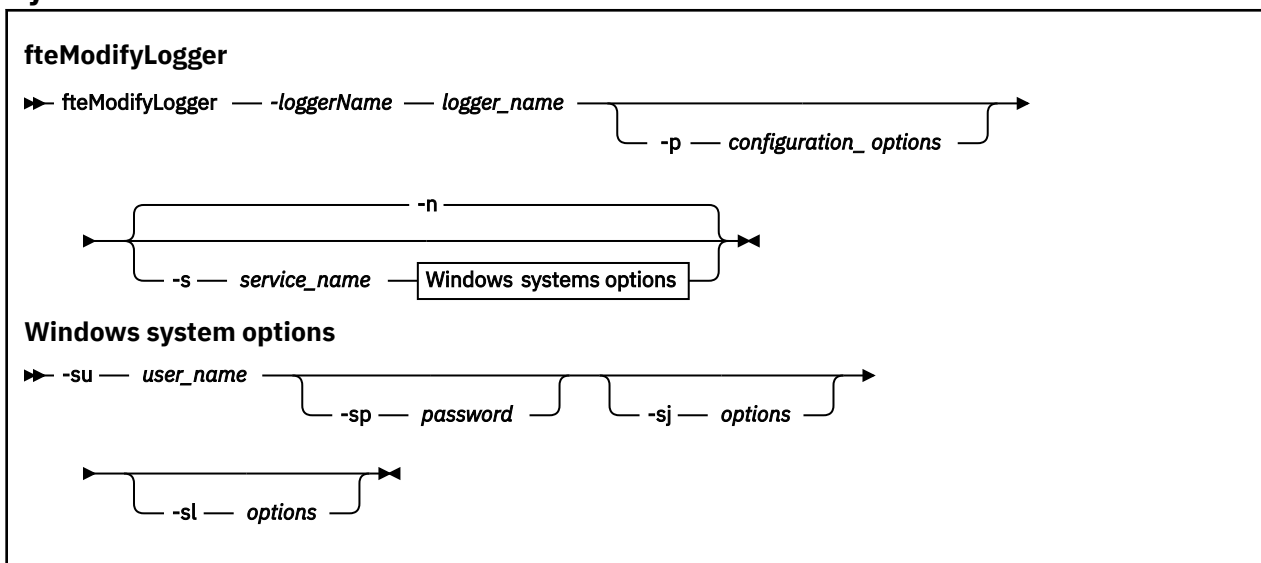 fteModifyLogger
fteModifyLogger -loggerName logger_name
-p configuration_ options
-n
-s service_name Windows systems options
Windows system options
-su user_name
-sp password -sj options
-sl options